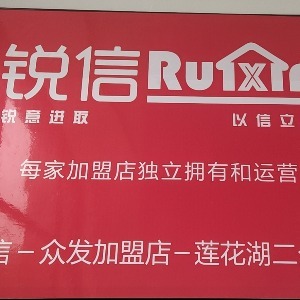 锐信 Ruixin
锐意进取 以信立
每家加盟店独立拥有和运营
信－众发加盟店－莲花湖二